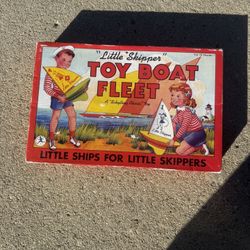 "Little Skipper"
TOY BOAT
FLEET
LITTLE SHIPS FOR LITTLE SKIPPERS